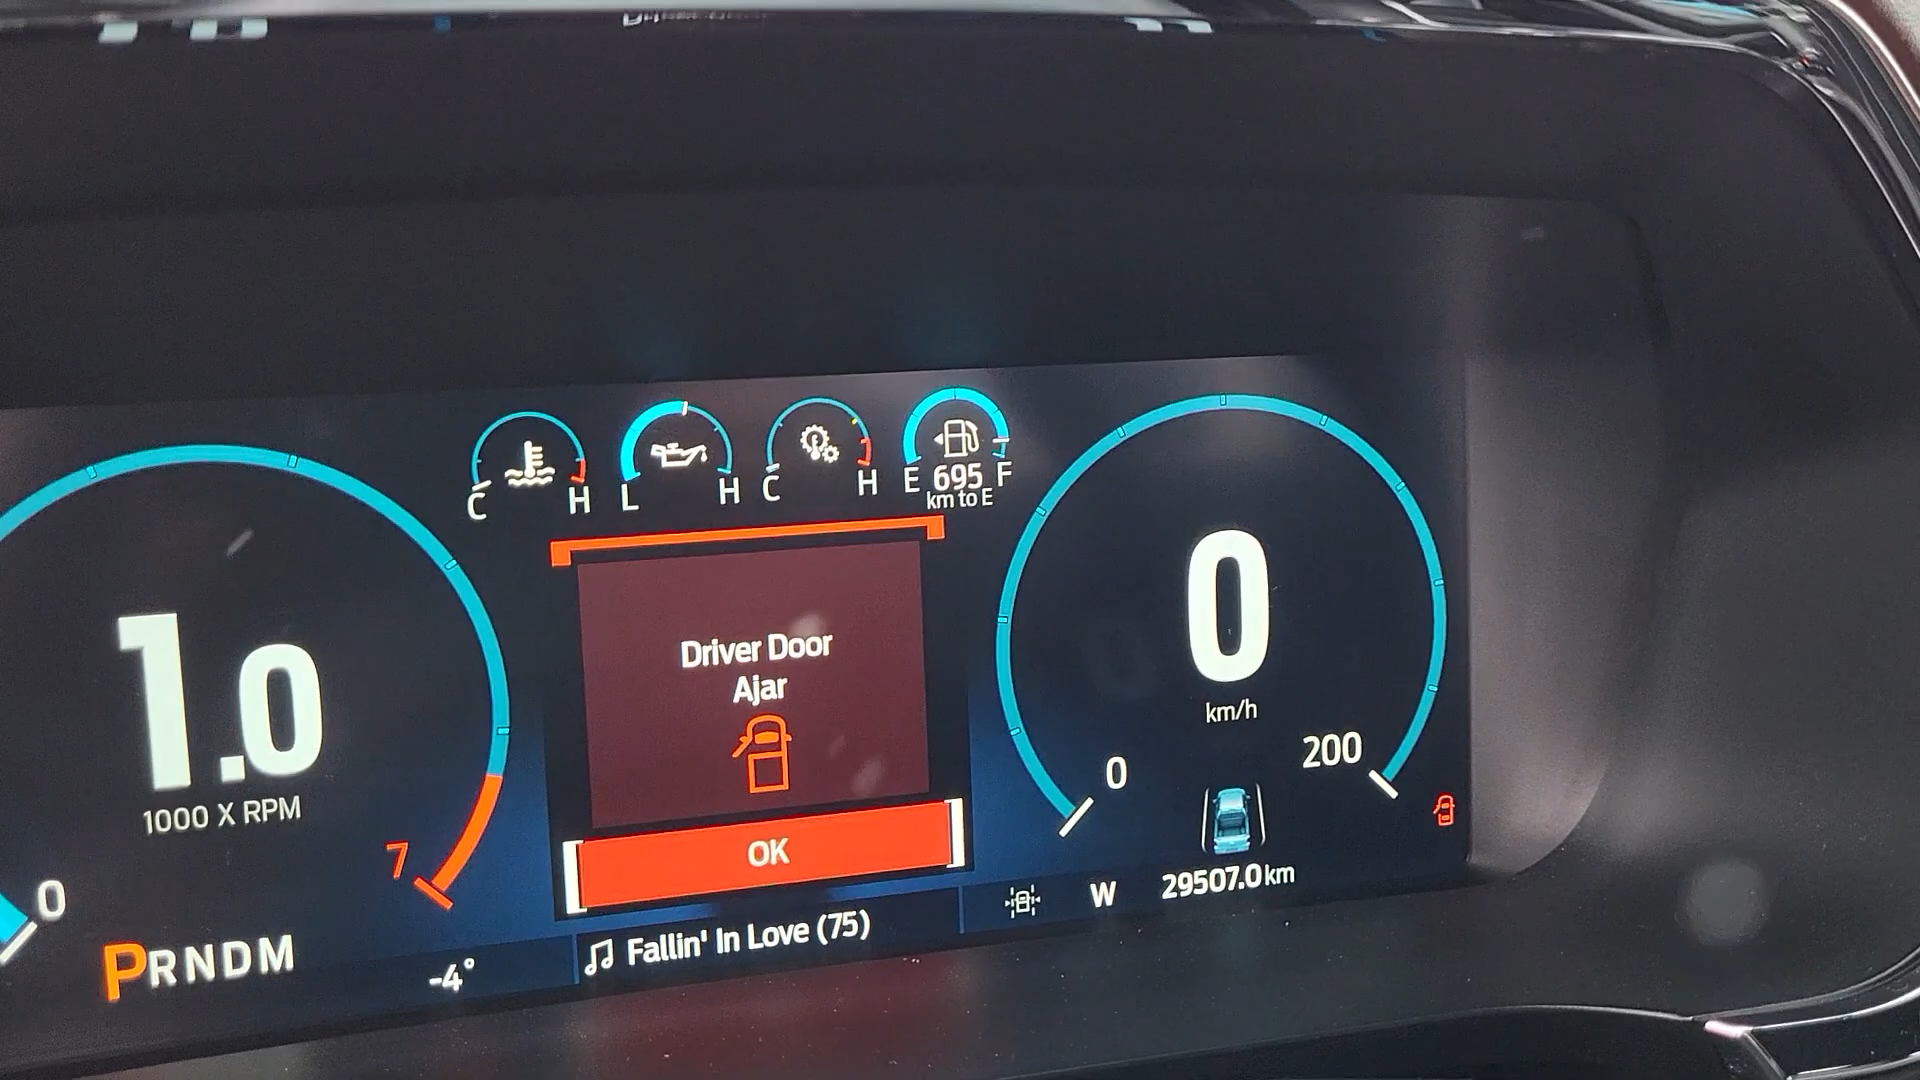 C H
L H
C H
E 695 F
km to E
Driver Door
Ajar
OK
1.0
1000 X RPM
0
7
PRNDM
-4°
Fallin' In Love (75)
0
km/h
0
200
W
29507.0 km